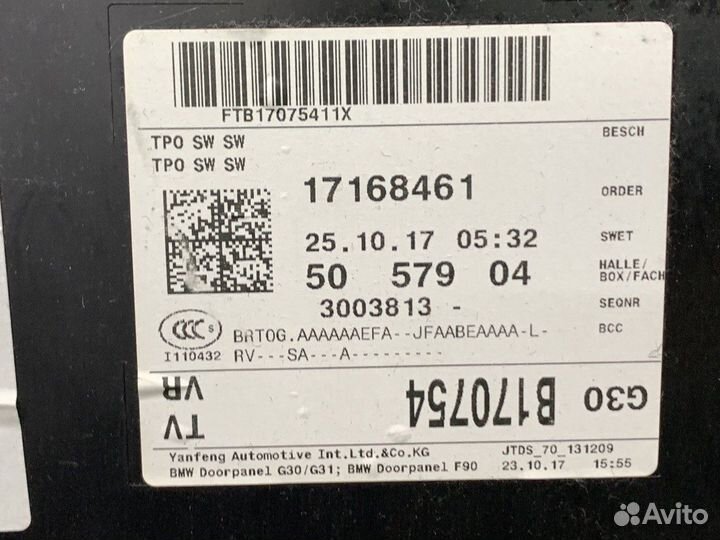 FTB17075411X
TPO SW SW
TPO SW SW
BESCH
17168461 ORDER
25.10.17 05:32 SWET
50 579 04 HALLE/
BOX/FACH
3003813 - SEQNR
CCC S
I110432
BRTOG.AAAAAAEFA--JFAABEAAAA-L- BCC
RV---SA---A---------
TV
VR
G30 B170754
Yanfeng Automotive Int.Ltd.&Co.KG
BMW Doorpanel G30/G31; BMW Doorpanel F90
JTDS_70_131209
23.10.17 15:55
Avito